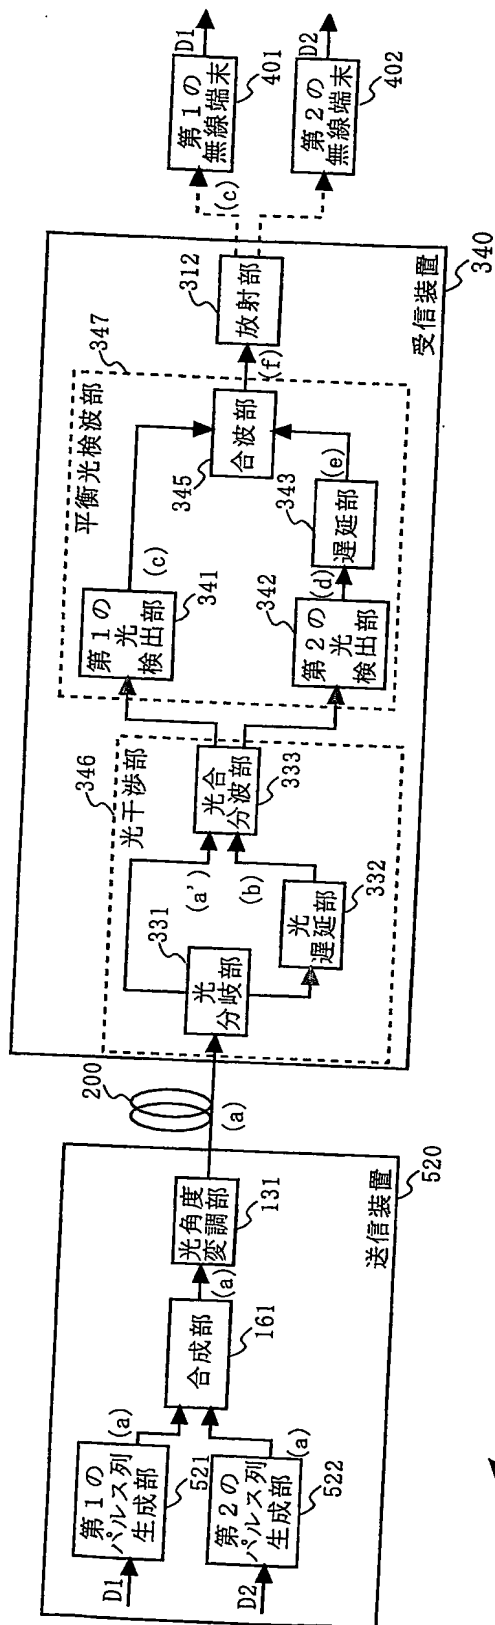 D1
第1の
パルス列
生成部
521
(a)
D2
第2の
パルス列
生成部
522
(a)
合成部
161
(a)
光角度
変調部
131
送信装置
520
200
(a)
346
光干渉部
331
光
分岐部
(a')
(b)
光
遅延部
332
光合
分波部
333
347
平衡光検波部
第1の
光
検出部
341
(c)
第2の
光
検出部
342
(d)
遅延部
343
(e)
合波部
345
(f)
放射部
312
受信装置
340
(c)
第1の
無線端末
401
D1
第2の
無線端末
402
D2